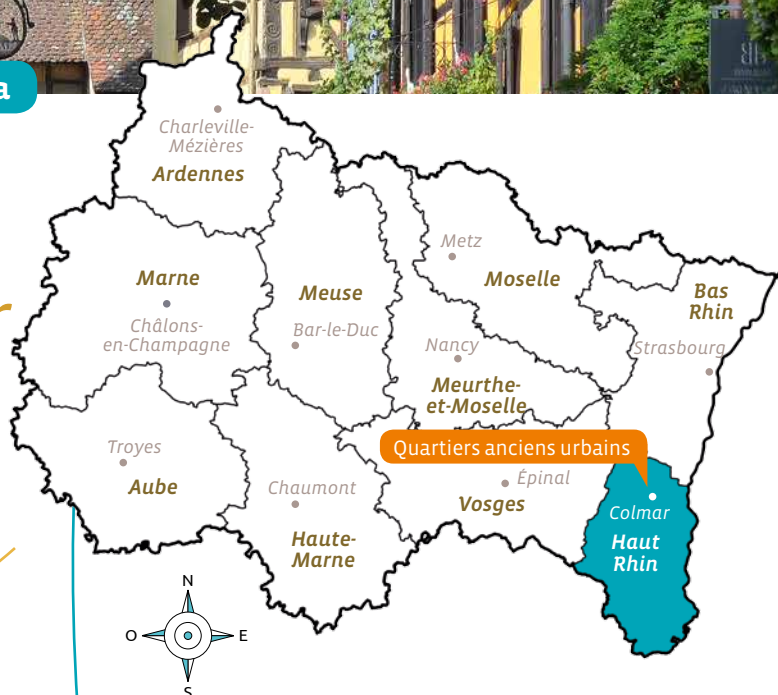 a
Charleville-
Mézières
Ardennes
Metz
Marne
Meuse
Moselle
Bas
Rhin
Châlons-
en-Champagne
Bar-le-Duc
Nancy
Strasbourg
Meurthe-
et-Moselle
Quartiers anciens urbains
Troyes
Aube
Chaumont
Épinal
Vosges
Colmar
Haute-
Marne
Haut
Rhin
N
O
E
S